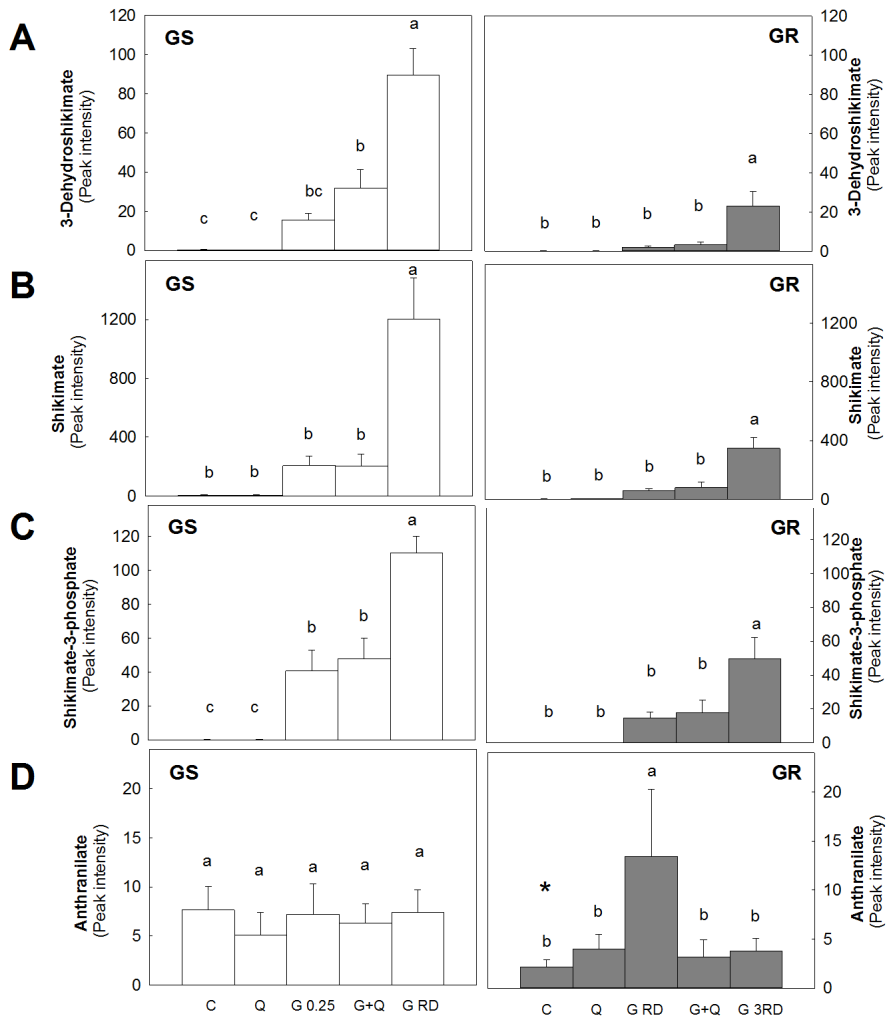 A
3-Dehydroshikimate
(Peak intensity)
120
100
80
60
40
20
0
GS
c
c
bc
b
a
GR
b
b
b
b
a
120
100
80
60
40
20
0
3-Dehydroshikimate
(Peak intensity)
B
Shikimate
(Peak intensity)
1200
800
400
0
GS
b
b
b
b
a
GR
b
b
b
b
a
1200
800
400
0
Shikimate
(Peak intensity)
C
Shikimate-3-phosphate
(Peak intensity)
120
100
80
60
40
20
0
GS
c
c
b
b
a
GR
b
b
b
b
a
120
100
80
60
40
20
0
Shikimate-3-phosphate
(Peak intensity)
D
Anthranilate
(Peak intensity)
20
15
10
5
0
GS
a
a
a
a
a
GR
*
b
b
a
b
b
20
15
10
5
0
Anthranilate
(Peak intensity)
C Q G 0.25 G+Q G RD
C Q G RD G+Q G 3RD